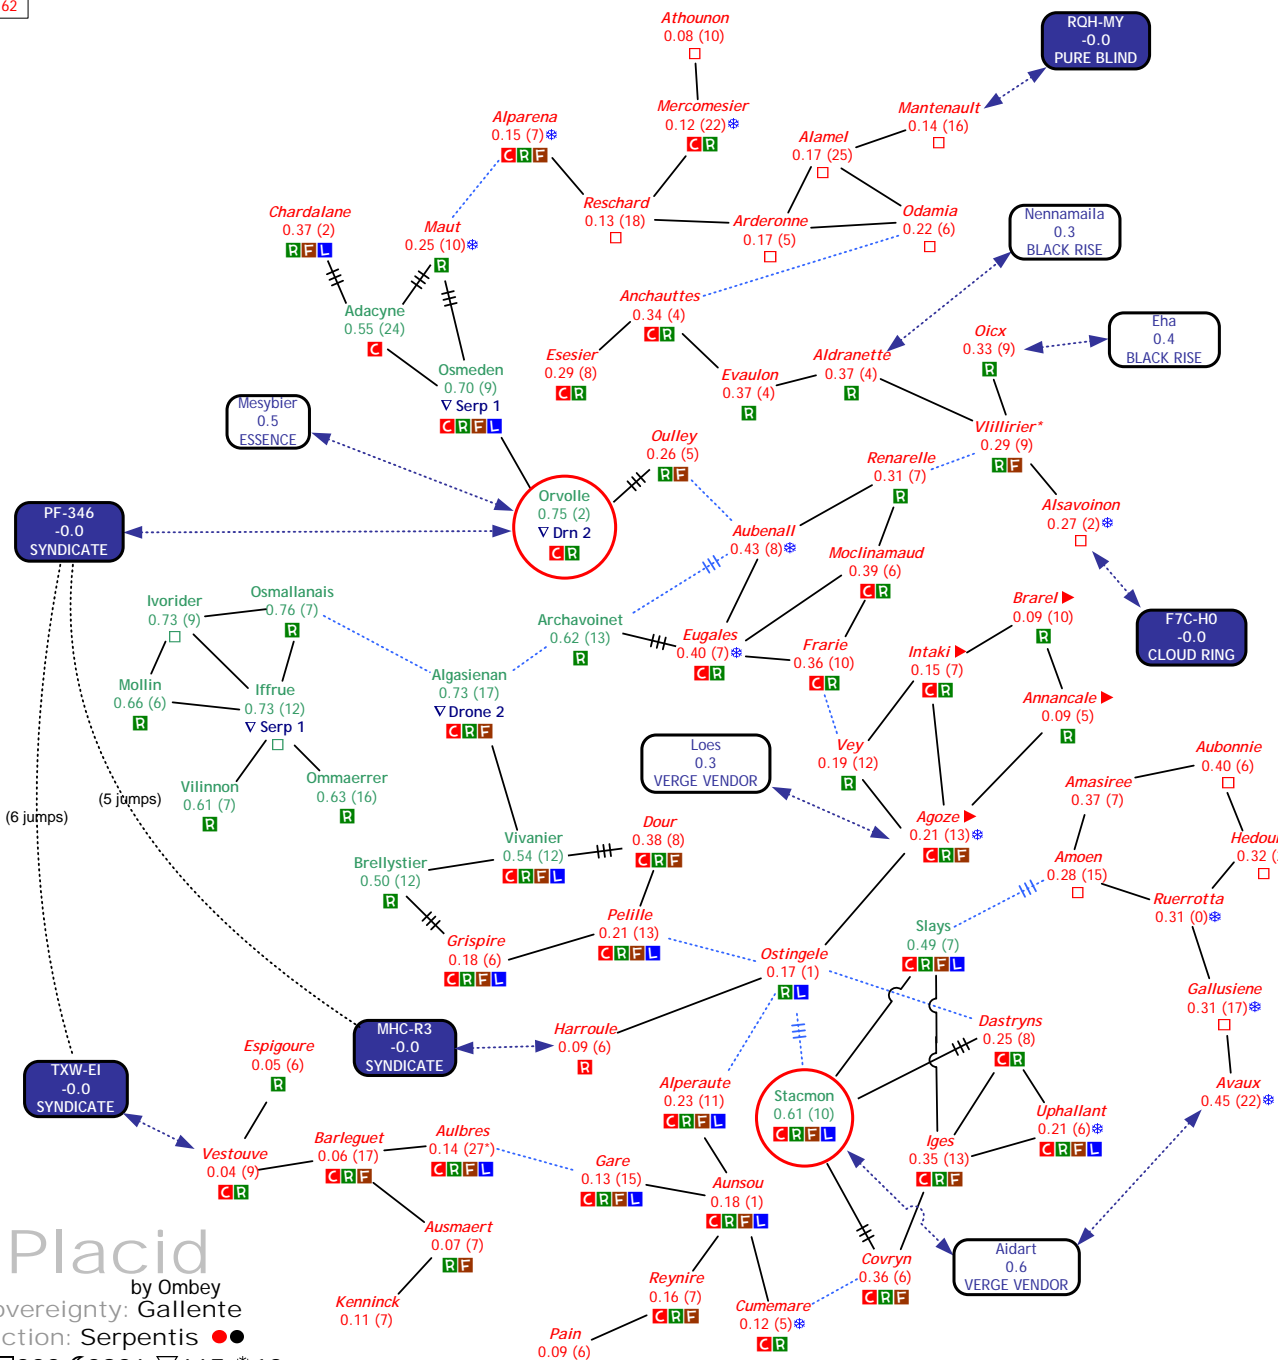 62
Athounon
0.08 (10)
RQH-MY
-0.0
PURE BLIND
Mercomesier
0.12 (22)
C R
Mantenault
0.14 (16)
Alparena
0.15 (7)
C R F
Alamel
0.17 (25)
Reschard
0.13 (18)
Arderonne
0.17 (5)
Odamia
0.22 (6)
Chardalane
0.37 (2)
R F L
Maut
0.25 (10)
R
Nennamaila
0.3
BLACK RISE
Adacyne
0.55 (24)
C
Anchauttes
0.34 (4)
C R
Oicx
0.33 (9)
R
Eha
0.4
BLACK RISE
Esesier
0.29 (8)
C R
Evaulon
0.37 (4)
R
Aldranette
0.37 (4)
R
Osmeden
0.70 (9)
∇ Serp 1
C R F L
Mesybier
0.5
ESSENCE
Oulley
0.26 (5)
R F
Vlillirier*
0.29 (9)
R F
Renarelle
0.31 (7)
R
Orvolle
0.75 (2)
∇ Drn 2
C R
Alsavoinon
0.27 (2)
PF-346
-0.0
SYNDICATE
Aubenall
0.43 (8)
Moclinamaud
0.39 (6)
C R
Ivorider
0.73 (9)
Osmallanais
0.76 (7)
R
Archavoinet
0.62 (13)
R
Eugales
0.40 (7)
C R
Frarie
0.36 (10)
C R
Brarel
0.09 (10)
R
F7C-H0
-0.0
CLOUD RING
Intaki
0.15 (7)
C R
Mollin
0.66 (6)
R
Iffrue
0.73 (12)
∇ Serp 1
Algasienan
0.73 (17)
∇ Drone 2
C R F
Annancale
0.09 (5)
R
Loes
0.3
VERGE VENDOR
Vey
0.19 (12)
R
Aubonnie
0.40 (6)
Vilinnon
0.61 (7)
R
Ommaerrer
0.63 (16)
R
Amasiree
0.37 (7)
(6 jumps)
(5 jumps)
Agoze
0.21 (13)
C R F
Dour
0.38 (8)
C R F
Vivanier
0.54 (12)
C R F L
Hedou
0.32 (
Brellystier
0.50 (12)
R
Amoen
0.28 (15)
Ruerrotta
0.31 (0)
Pelille
0.21 (13)
C R F L
Slays
0.49 (7)
C R F L
Grispire
0.18 (6)
C R F L
Ostingele
0.17 (1)
R L
Gallusiene
0.31 (17)
MHC-R3
-0.0
SYNDICATE
Harroule
0.09 (6)
R
Dastryns
0.25 (8)
C R
Espigoure
0.05 (6)
R
TXW-EI
-0.0
SYNDICATE
Alperaute
0.23 (11)
C R F L
Stacmon
0.61 (10)
C R F L
Avaux
0.45 (22)
Uphallant
0.21 (6)
C R F L
Vestouve
0.04 (9)
C R
Barleguet
0.06 (17)
C R F
Aulbres
0.14 (27*)
C R F L
Iges
0.35 (13)
C R F
Gare
0.13 (15)
C R F L
Aunsou
0.18 (1)
C R F L
Ausmaert
0.07 (7)
R F
Covryn
0.36 (6)
C R F
Aidart
0.6
VERGE VENDOR
Reynire
0.16 (7)
C R F
Kenninck
0.11 (7)
Cumemare
0.12 (5)
C R
Pain
0.09 (6)
Placid
by Ombey
overeignty: Gallente
ction: Serpentis